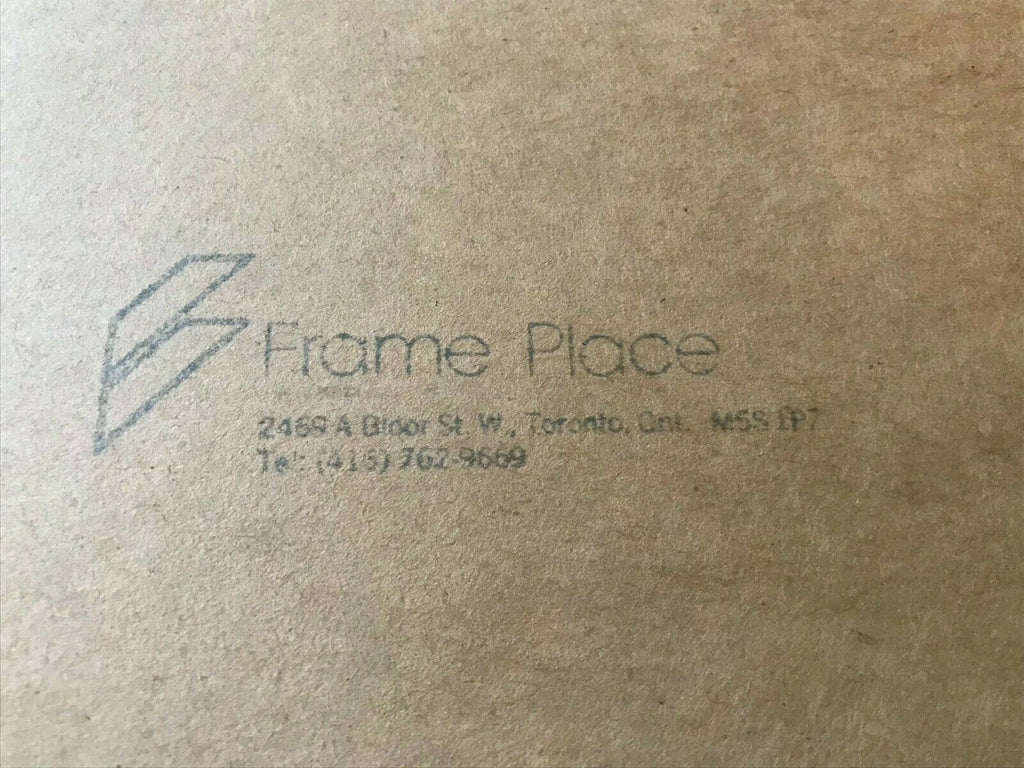 Frame Place
2469 A Bloor St. W., Toronto, Ont. M6S 1P7
Tel: (416) 762-9669